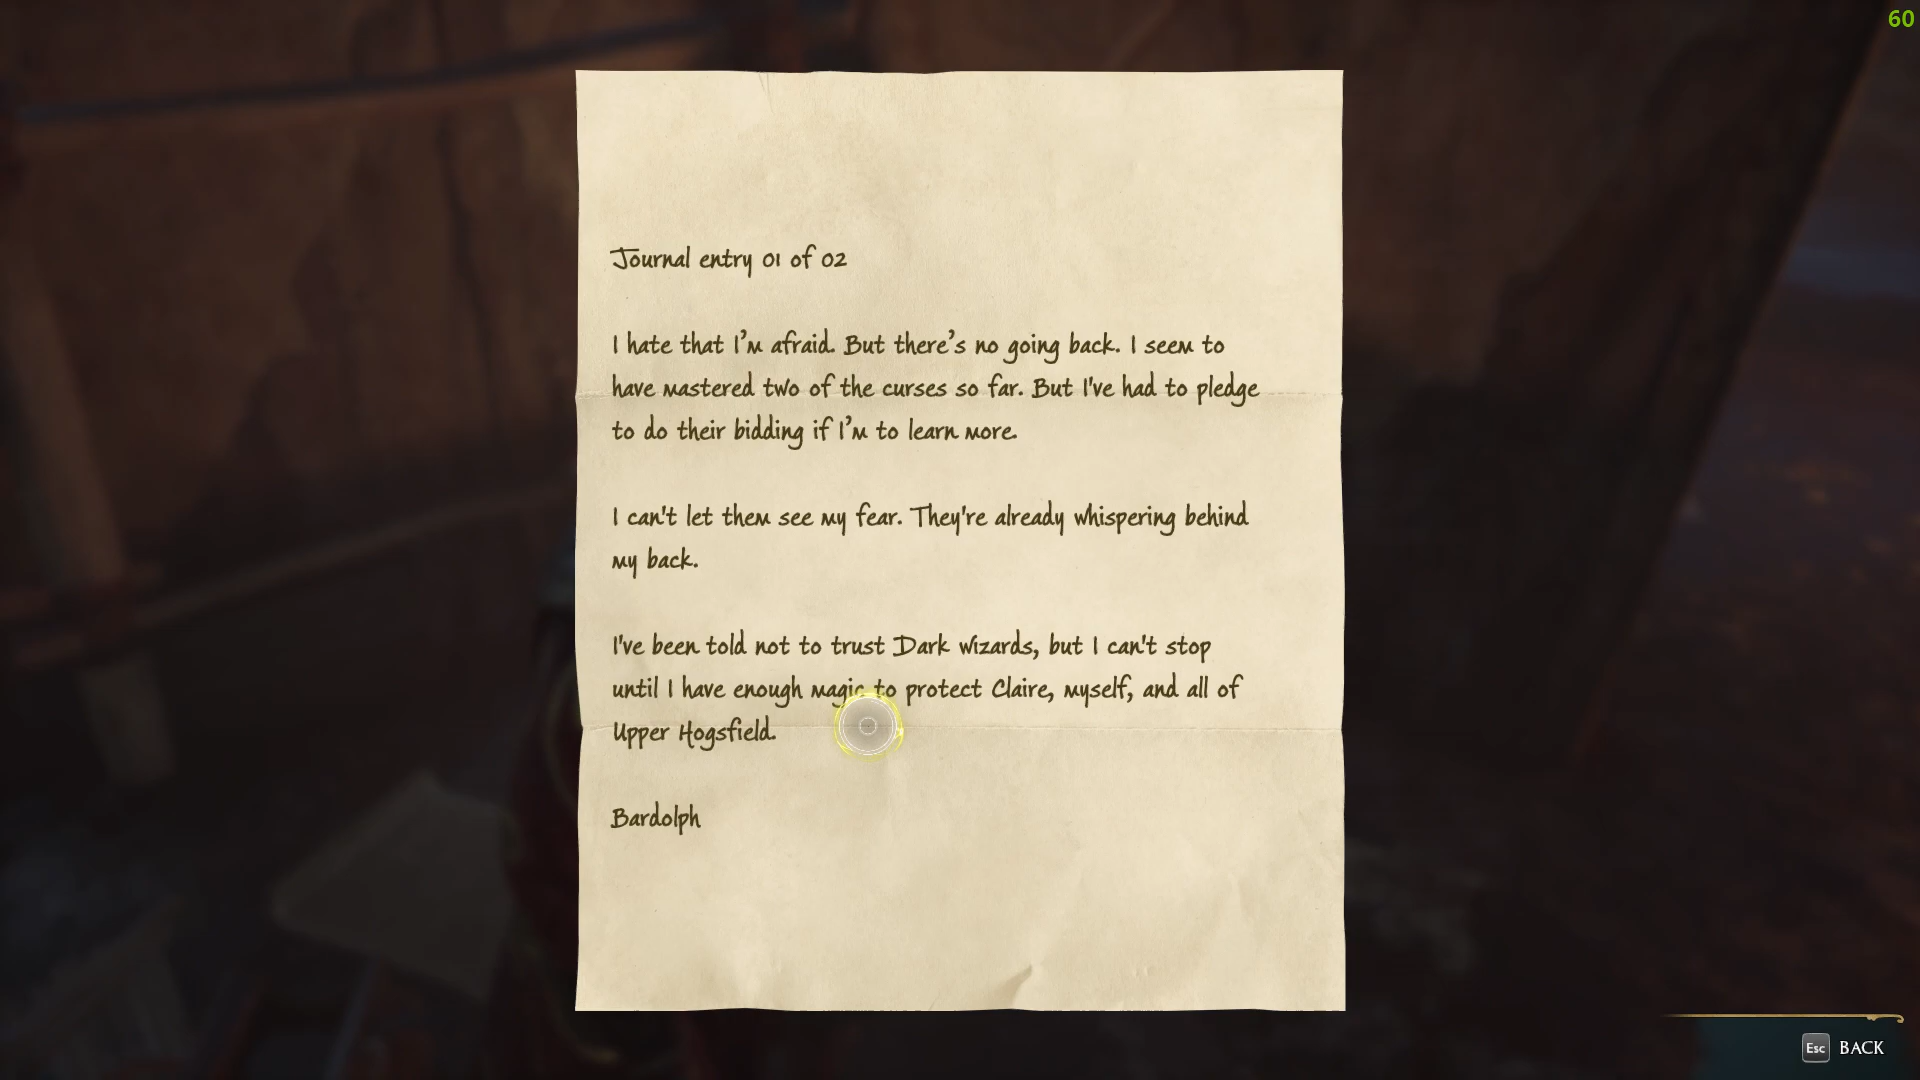 60
Journal entry 01 of 02
I hate that I’m afraid. But there’s no going back. I seem to
have mastered two of the curses so far. But I've had to pledge
to do their bidding if I’m to learn more.
I can't let them see my fear. They're already whispering behind
my back.
I've been told not to trust Dark wizards, but I can't stop
until I have enough magic to protect Claire, myself, and all of
Upper Hogsfield.
Bardolph
Esc BACK